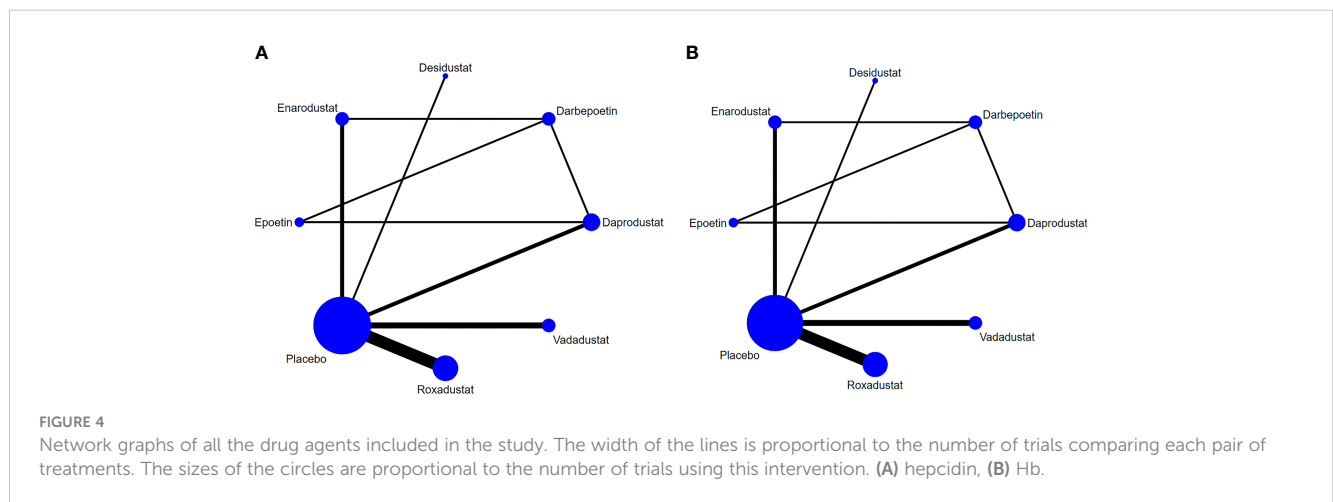 A
Desidustat
Enarodustat
Darbepoetin
Epoetin
Daprodustat
Vadadustat
Placebo
Roxadustat
B
Desidustat
Enarodustat
Darbepoetin
Epoetin
Daprodustat
Vadadustat
Placebo
Roxadustat
FIGURE 4
Network graphs of all the drug agents included in the study. The width of the lines is proportional to the number of trials comparing each pair of
treatments. The sizes of the circles are proportional to the number of trials using this intervention. (A) hepcidin, (B) Hb.